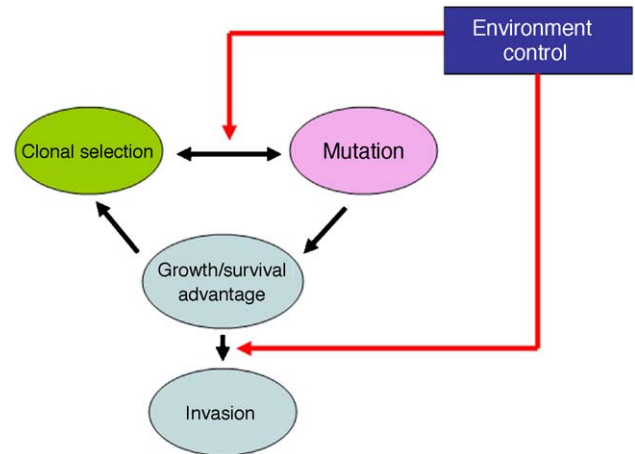 Environment
control
Clonal selection
Mutation
Growth/survival
advantage
Invasion